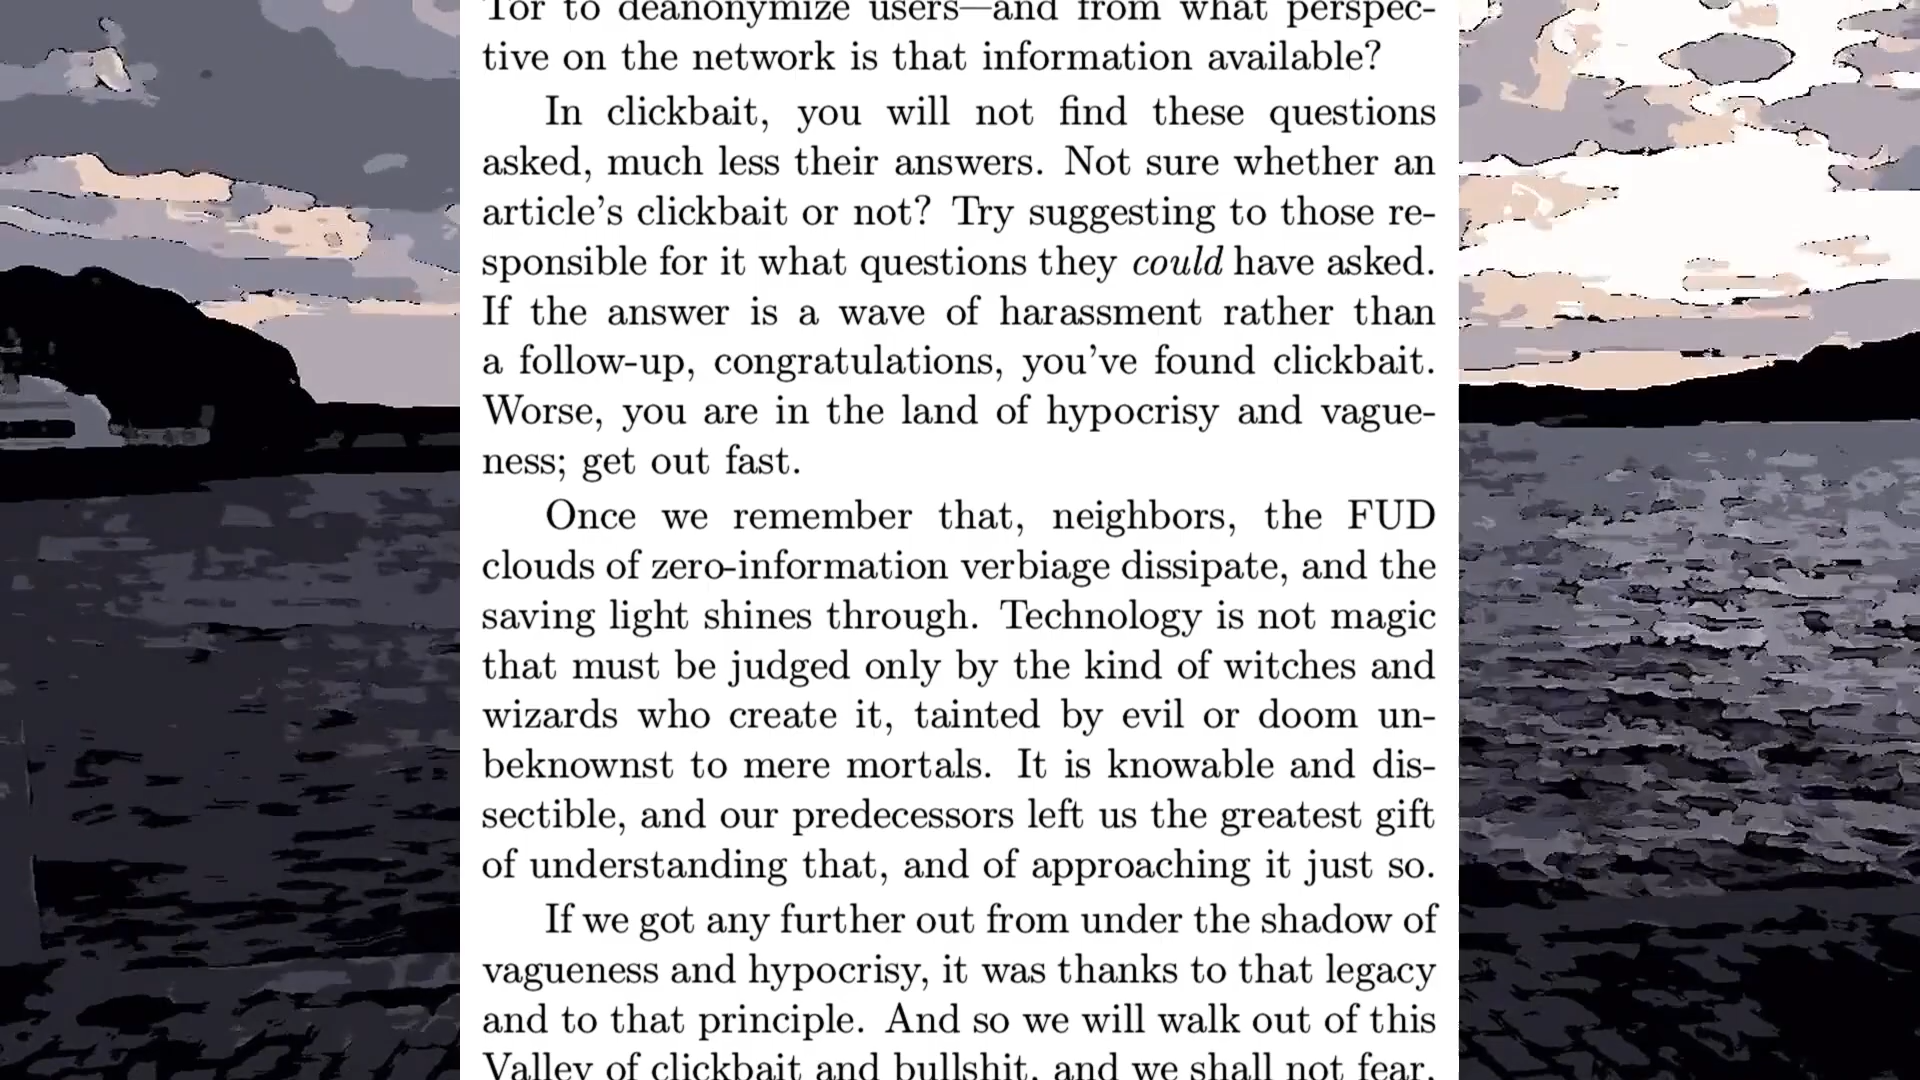 Tor to deanonymize users—and from what perspec-
tive on the network is that information available?
In clickbait, you will not find these questions
asked, much less their answers. Not sure whether an
article's clickbait or not? Try suggesting to those re-
sponsible for it what questions they could have asked.
If the answer is a wave of harassment rather than
a follow-up, congratulations, you've found clickbait.
Worse, you are in the land of hypocrisy and vague-
ness; get out fast.
Once we remember that, neighbors, the FUD
clouds of zero-information verbiage dissipate, and the
saving light shines through. Technology is not magic
that must be judged only by the kind of witches and
wizards who create it, tainted by evil or doom un-
beknownst to mere mortals. It is knowable and dis-
sectible, and our predecessors left us the greatest gift
of understanding that, and of approaching it just so.
If we got any further out from under the shadow of
vagueness and hypocrisy, it was thanks to that legacy
and to that principle. And so we will walk out of this
Valley of clickbait and bullshit, and we shall not fear,